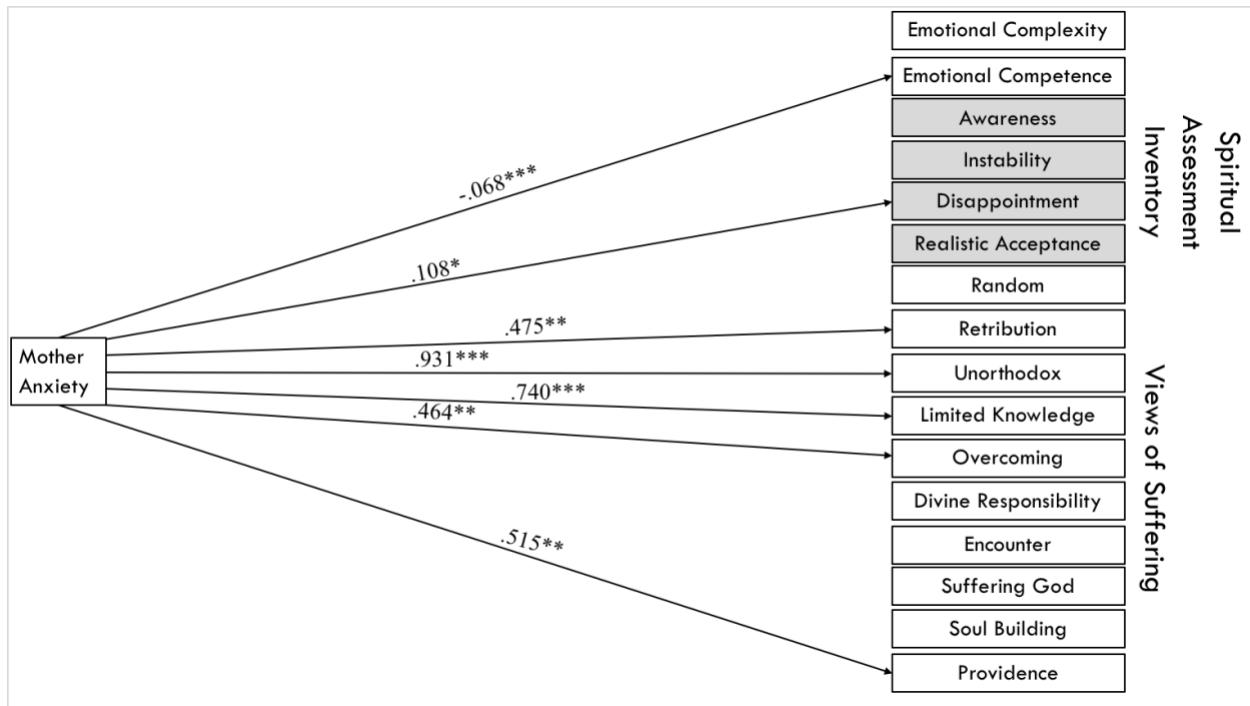 Emotional Complexity
Emotional Competence
Awareness
Instability
Disappointment
Realistic Acceptance
Random
Retribution
Unorthodox
Limited Knowledge
Overcoming
Divine Responsibility
Encounter
Suffering God
Soul Building
Providence
Spiritual
Assessment
Inventory
Views of Suffering
Mother
Anxiety
-.068***
.108*
.475**
.931***
.740***
.464**
.515**